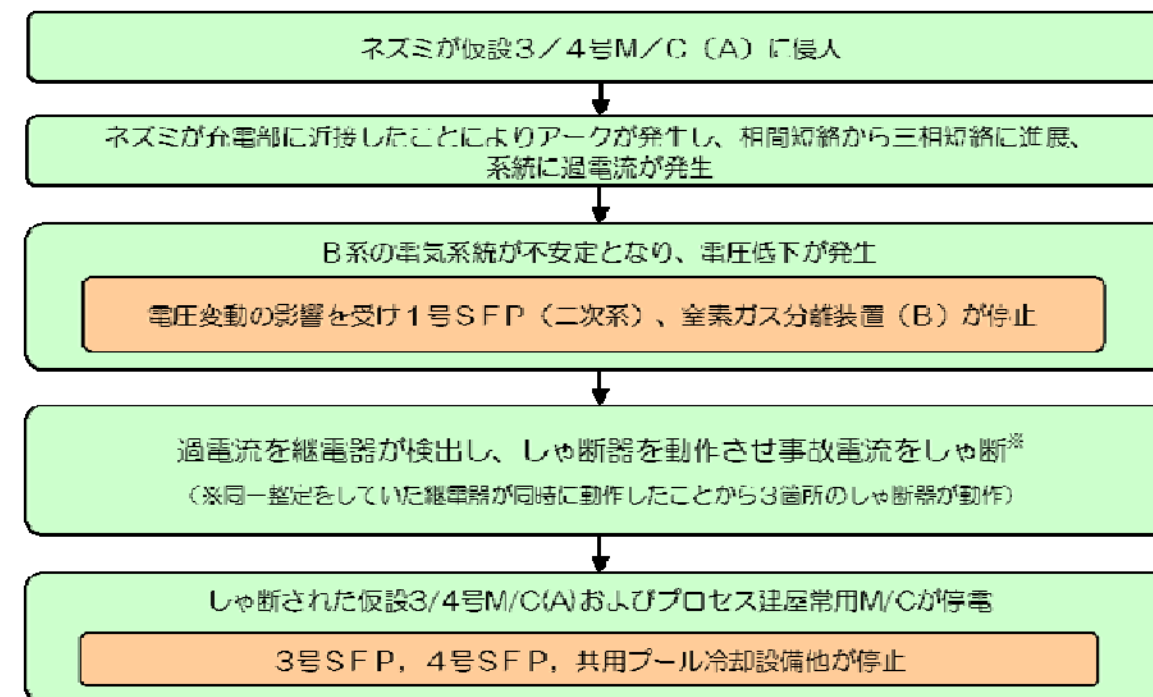 ネズミが仮設3/4号M/C(A)に侵入
ネズミが充電部に近接したことによりアークが発生し、相間短絡から三相短絡に進展、
系統に過電流が発生
B系の電気系統が不安定となり、電圧低下が発生
電圧変動の影響を受け1号SFP(二次系)、窒素ガス分離装置(B)が停止
過電流を継電器が検出し、しゃ断器を動作させ事故電流をしゃ断※
(※同一整定をしていた継電器が同時に動作したことから3箇所のしゃ断器が動作)
しゃ断された仮設3/4号M/C(A)およびプロセス建屋常用M/Cが停電
3号SFP,4号SFP,共用プール冷却設備他が停止